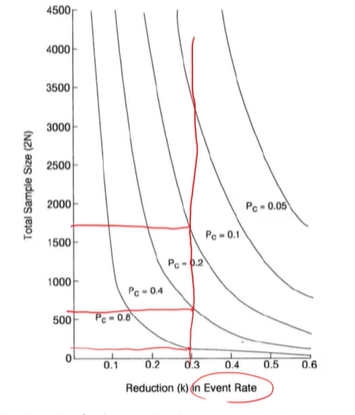 4500
4000
3500
3000
2500
2000
1500
1000
500
0
Total Sample Size (2N)
Pc = 0.05
Pc = 0.1
Pc = 0.2
Pc = 0.4
Pc = 0.6
0.1 0.2 0.3 0.4 0.5 0.6
Reduction (k) in Event Rate